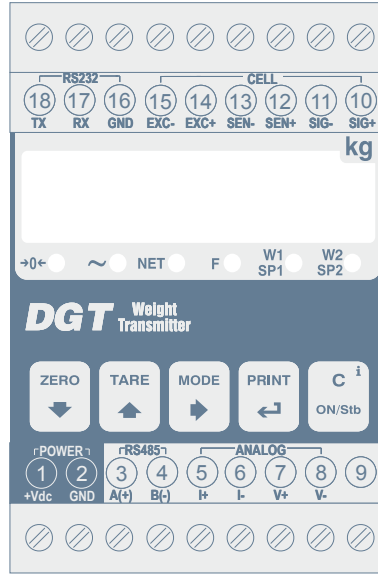 RS232 CELL
18 17 16 15 14 13 12 11 10
TX RX GND EXC- EXC+ SEN- SEN+ SIG- SIG+
kg
→0← ~ NET F W1 W2
SP1 SP2
DGT Weight
Transmitter
ZERO TARE MODE PRINT C i
ON/Stb
POWER RS485 ANALOG
1 2 3 4 5 6 7 8 9
+Vdc GND A(+) B(-) I+ I- V+ V-